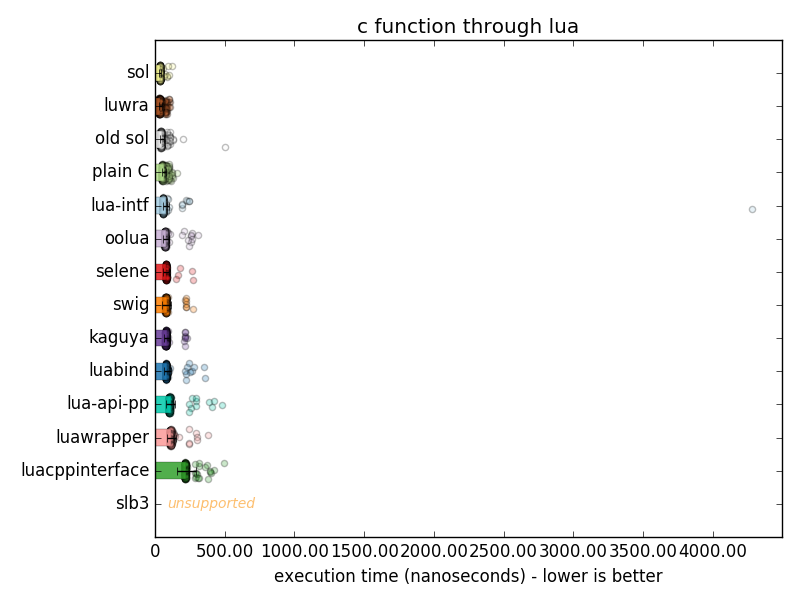 c function through lua
sol
luwra
old sol
plain C
lua-intf
oolua
selene
swig
kaguya
luabind
lua-api-pp
luawrapper
luacppinterface
slb3
unsupported
0 500.00 1000.00 1500.00 2000.00 2500.00 3000.00 3500.00 4000.00
execution time (nanoseconds) - lower is better